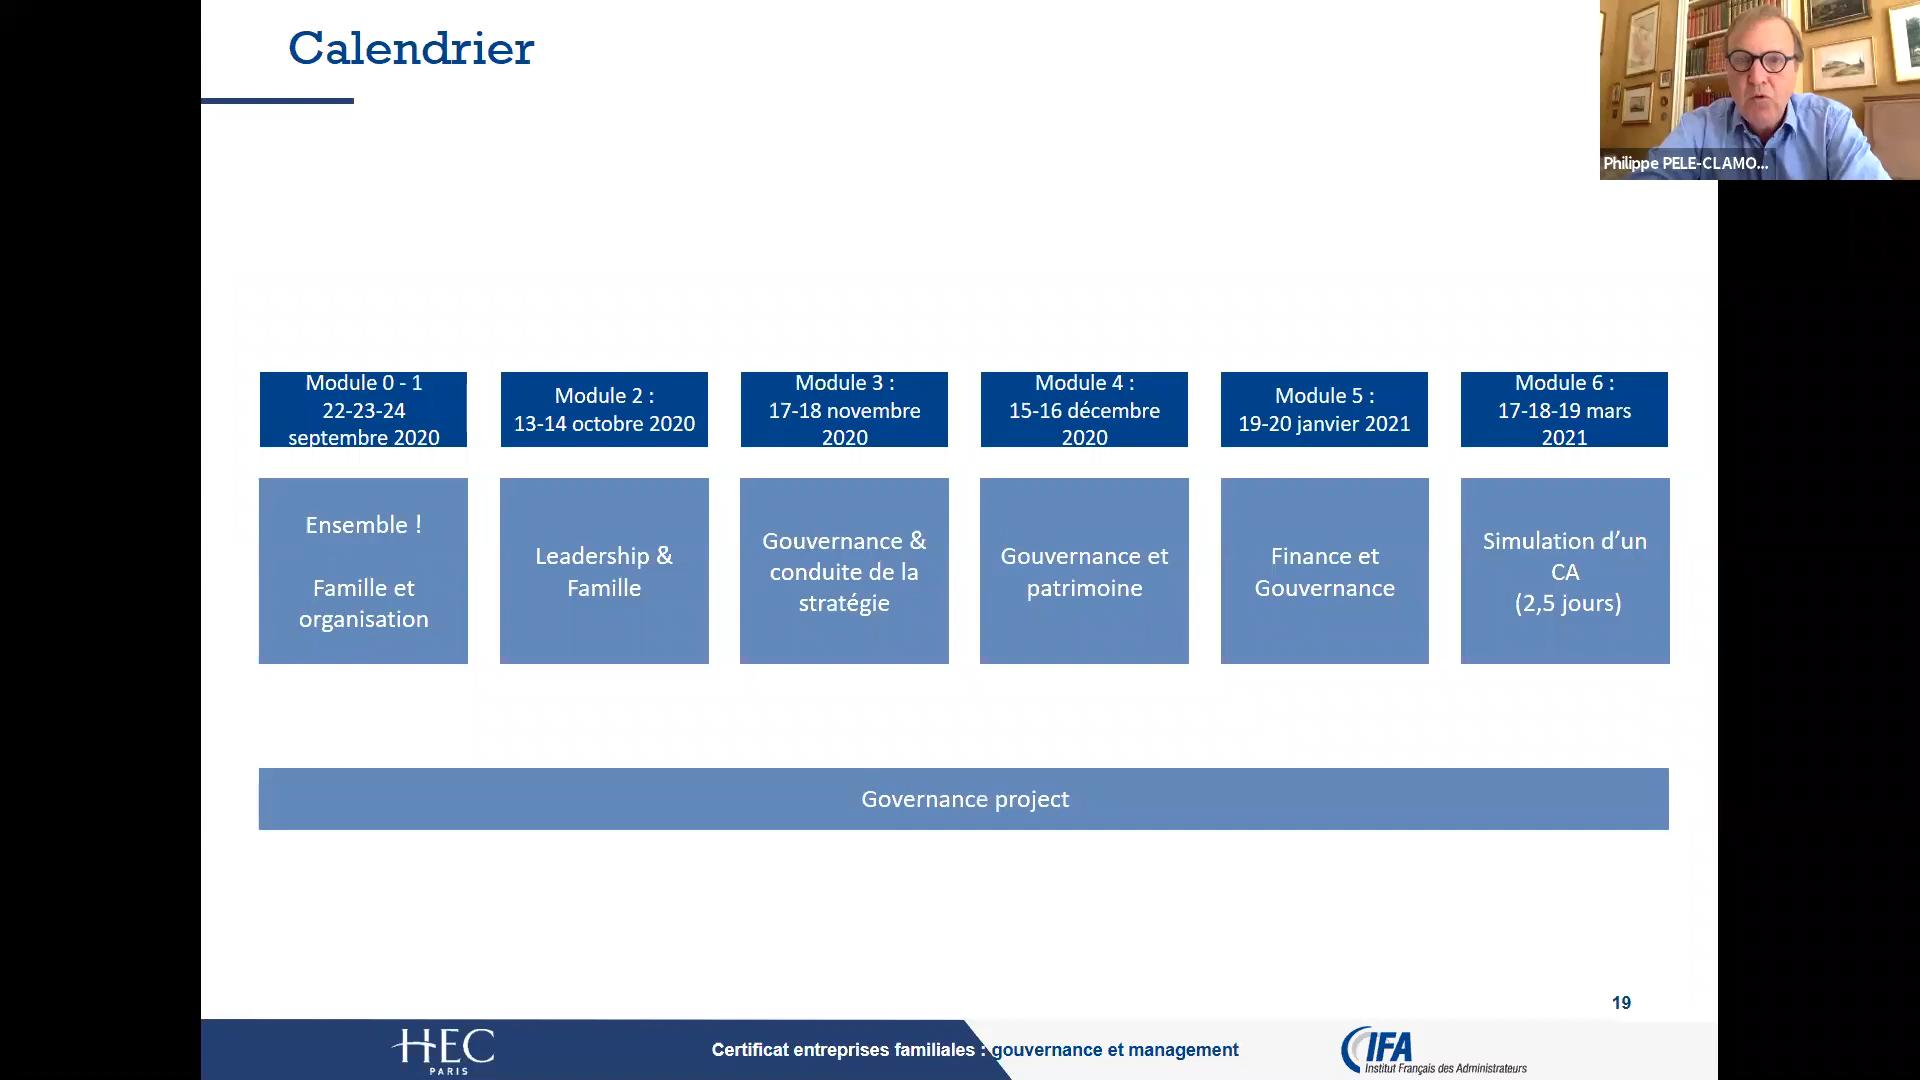 Calendrier
Philippe PELE-CLAMO...
Module 0 - 1
22-23-24
septembre 2020
Module 2 :
13-14 octobre 2020
Module 3 :
17-18 novembre
2020
Module 4 :
15-16 décembre
2020
Module 5 :
19-20 janvier 2021
Module 6 :
17-18-19 mars
2021
Ensemble !
Famille et
organisation
Leadership &
Famille
Gouvernance &
conduite de la
stratégie
Gouvernance et
patrimoine
Finance et
Gouvernance
Simulation d’un
CA
(2,5 jours)
Governance project
19
HEC
PARIS
Certificat entreprises familiales : gouvernance et management
IFA
Institut Français des Administrateurs